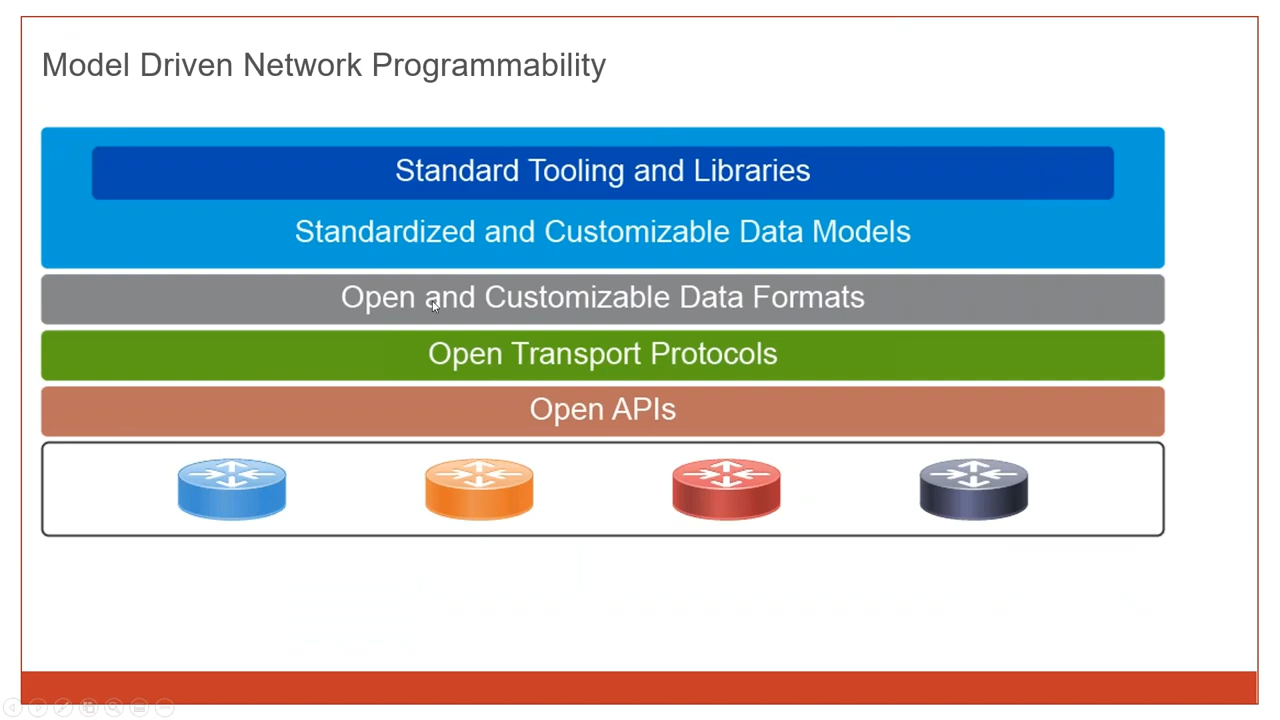 Model Driven Network Programmability
Standard Tooling and Libraries
Standardized and Customizable Data Models
Open and Customizable Data Formats
Open Transport Protocols
Open APIs